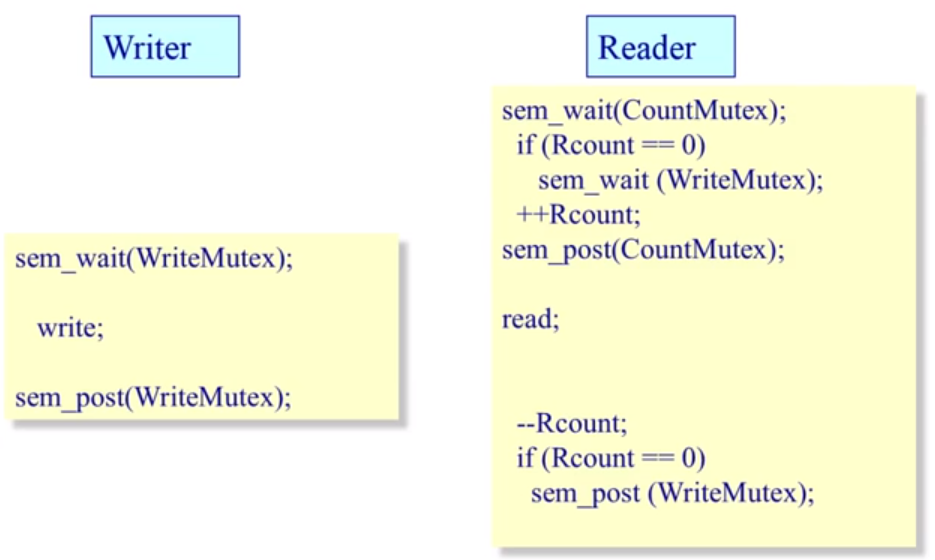 Writer
sem_wait(WriteMutex);
write;
sem_post(WriteMutex);
Reader
sem_wait(CountMutex);
if (Rcount == 0)
sem_wait (WriteMutex);
++Rcount;
sem_post(CountMutex);
read;
--Rcount;
if (Rcount == 0)
sem_post (WriteMutex);